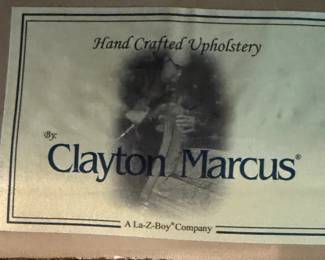 Hand Crafted Upholstery
By:
Clayton Marcus®
A La-Z-Boy® Company